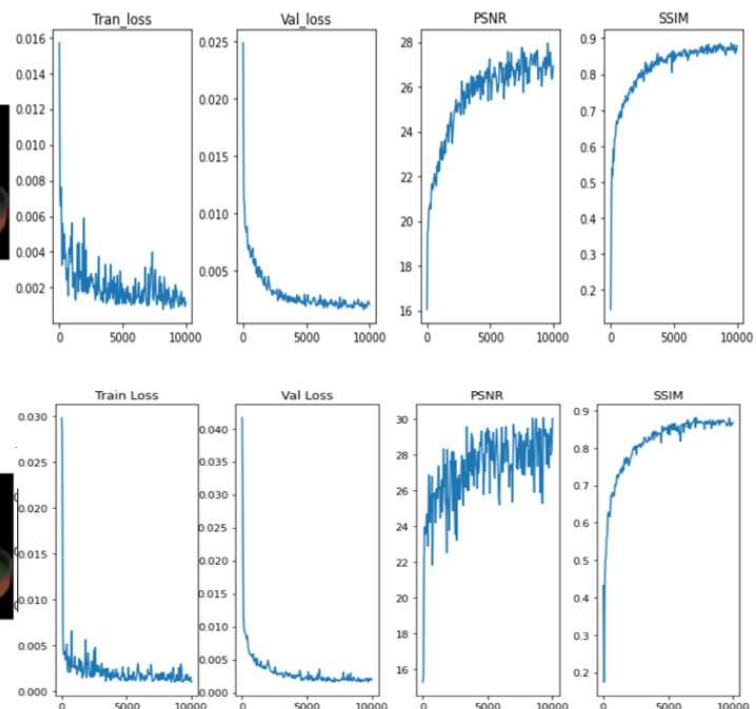 Tran_loss Val_loss PSNR SSIM
0.016 0.025 28 0.9
0.014 0.8
0.012 0.020 26 0.7
0.010 0.6
0.015 24
0.008 0.5
0.006 0.010 22 0.4
20
0.004 0.005 0.3
18
0.002 0.2
16
0 5000 10000 0 5000 10000 0 5000 10000 0 5000 10000
Train Loss Val Loss PSNR SSIM
0.030 0.040 30 0.9
0.025 0.035 28 0.8
0.020 0.030 26 0.7
0.025 24 0.6
0.015 0.020 22 0.5
0.010 0.015 20 0.4
0.010 18 0.3
0.005 0.005 16 0.2
0.000 0.000
0 5000 10000 0 5000 10000 0 5000 10000 0 5000 10000